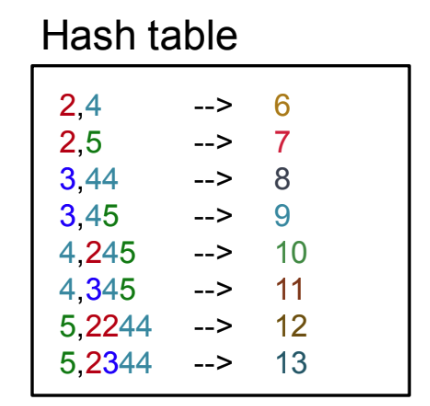 Hash table
2,4 --> 6
2,5 --> 7
3,44 --> 8
3,45 --> 9
4,245 --> 10
4,345 --> 11
5,2244 --> 12
5,2344 --> 13